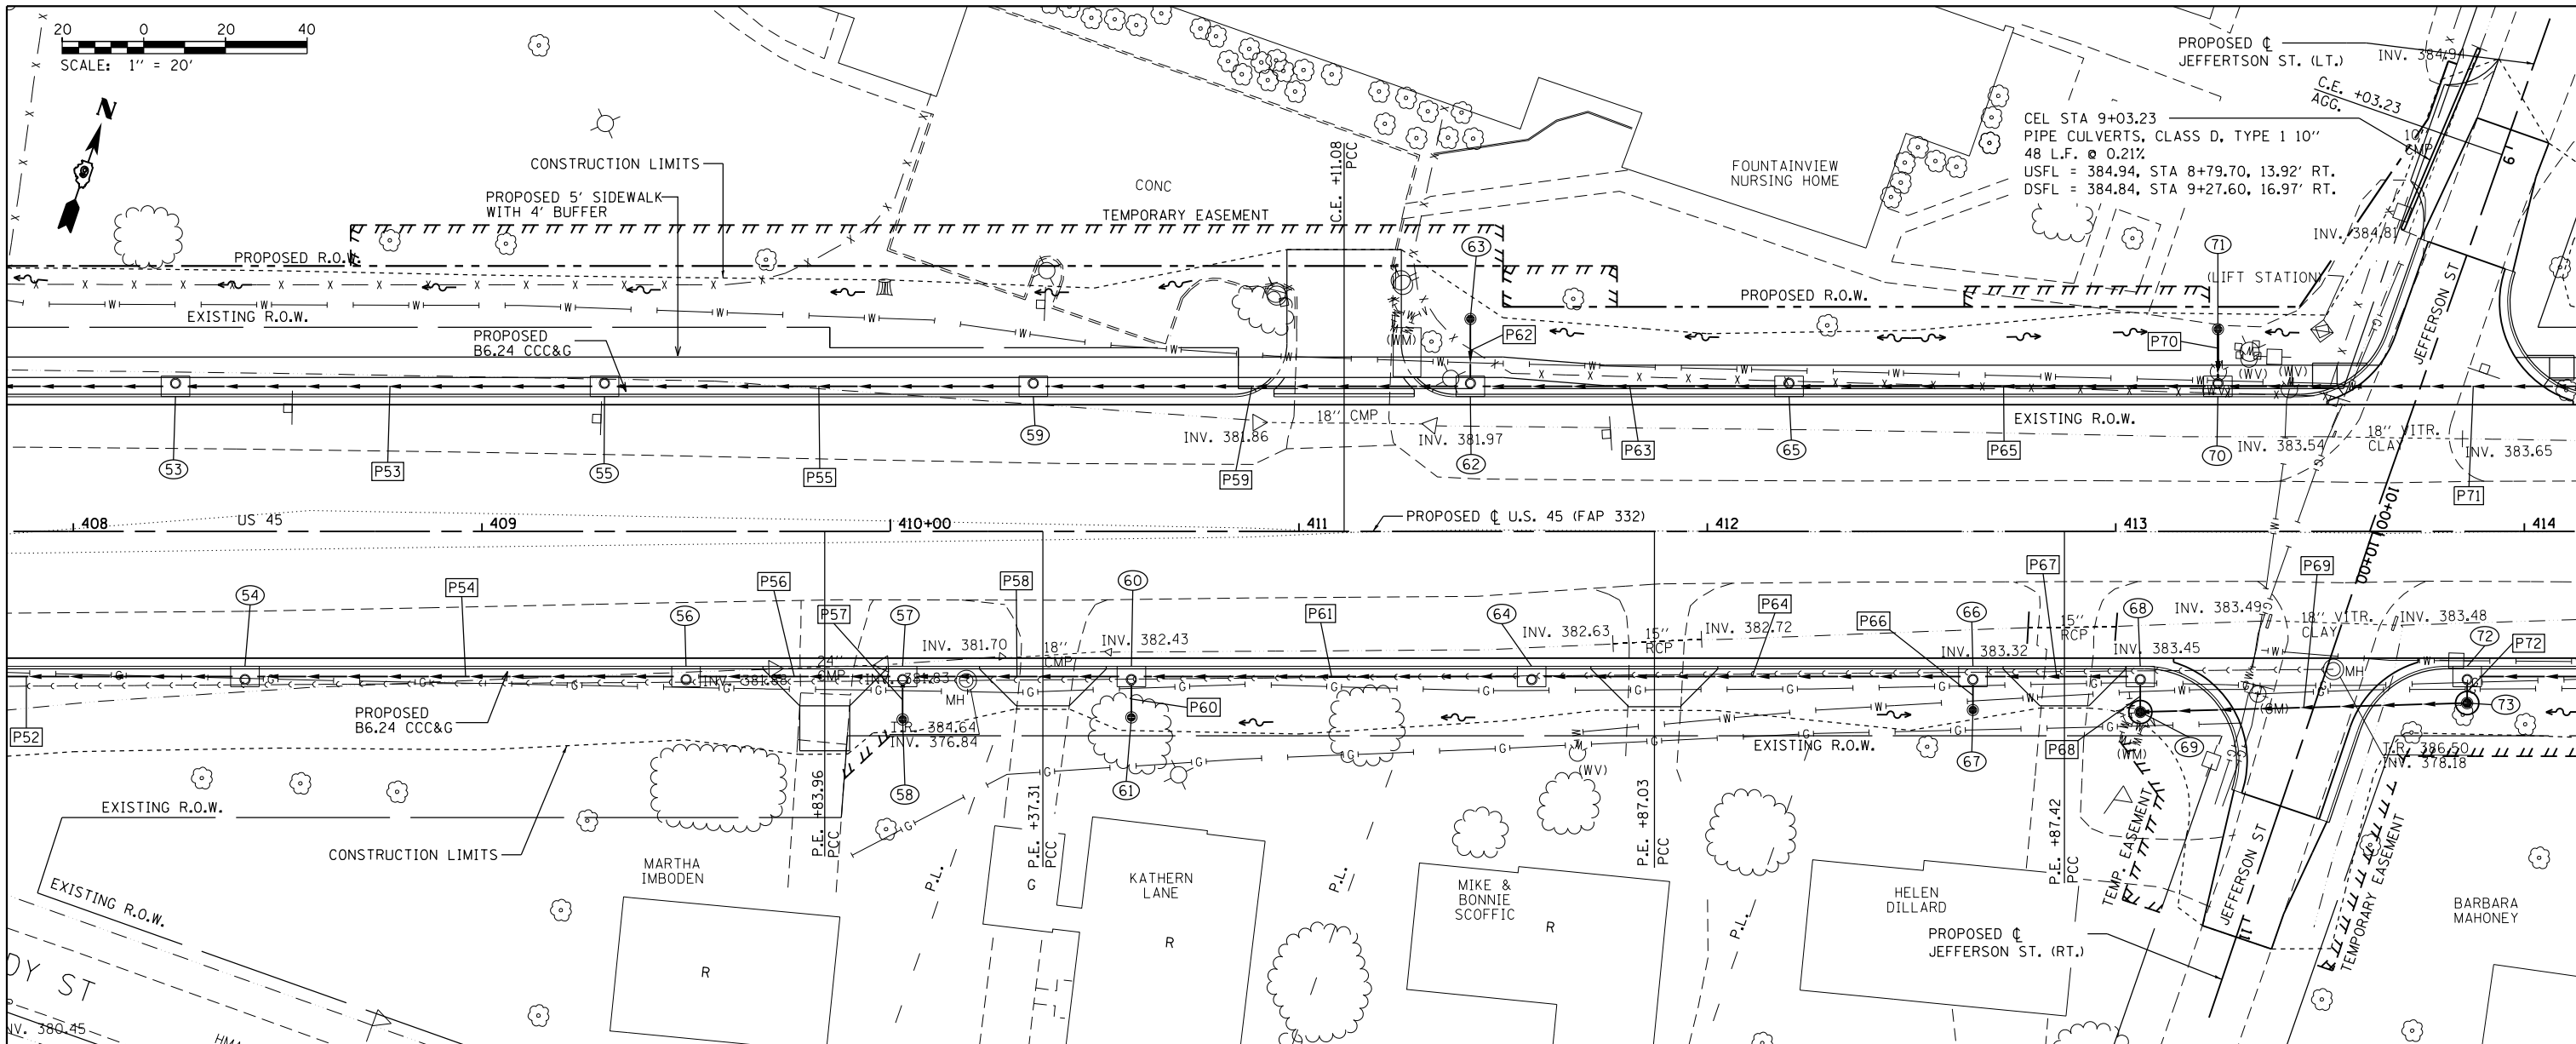 20 0 20 40
SCALE: 1'' = 20'
N
CONSTRUCTION LIMITS
PROPOSED 5' SIDEWALK
WITH 4' BUFFER
PROPOSED R.O.W.
EXISTING R.O.W.
PROPOSED
B6.24 CCC&G
CONC
TEMPORARY EASEMENT
C.E. +11.08
PCC
FOUNTAINVIEW
NURSING HOME
PROPOSED R.O.W.
PROPOSED ℄
JEFFERTSON ST. (LT.)
INV. 384.94
C.E. +03.23
AGG.
CEL STA 9+03.23
PIPE CULVERTS, CLASS D, TYPE 1 10''
48 L.F. @ 0.21%
USFL = 384.94, STA 8+79.70, 13.92' RT.
DSFL = 384.84, STA 9+27.60, 16.97' RT.
10''
CMP
9
INV. 384.81
(LIFT STATION)
JEFFERSON ST
63
71
P62
P70
(WM)
(WV)
(WV)
53
P53
55
P55
59
P59
INV. 381.86
18'' CMP
INV. 381.97
62
P63
65
P65
EXISTING R.O.W.
70
INV. 383.54
18'' VITR.
CLAY
INV. 383.65
P71
408
US 45
409
410+00
411
PROPOSED ℄ U.S. 45 (FAP 332)
412
413
414
10+00
10+00
54
P54
56
P56
P57
57
P58
60
P61
64
P64
P66
66
P67
68
P69
72
P72
INV. 381.70
18''
CMP
INV. 382.43
INV. 382.63
15''
RCP
INV. 382.72
INV. 383.32
15''
RCP
INV. 383.45
INV. 383.49
18'' VITR.
CLAY
INV. 383.48
24''
CMP
INV. 381.83
MH
MH
P52
PROPOSED
B6.24 CCC&G
T.R. 384.64
INV. 376.84
P60
58
61
(WV)
EXISTING R.O.W.
67
P68
69
(WM)
(GM)
73
T.R. 386.50
INV. 378.18
EXISTING R.O.W.
CONSTRUCTION LIMITS
P.E. +83.96
PCC
P.E. +37.31
PCC
P.E. +87.03
PCC
P.E. +87.42
PCC
TEMP. EASEMENT
JEFFERSON ST
11
TEMPORARY EASEMENT
MARTHA
IMBODEN
R
P.L.
G
KATHERN
LANE
R
P.L.
MIKE &
BONNIE
SCOFFIC
R
P.L.
HELEN
DILLARD
PROPOSED ℄
JEFFERSON ST. (RT.)
BARBARA
MAHONEY
EXISTING R.O.W.
DY ST
NV. 380.45